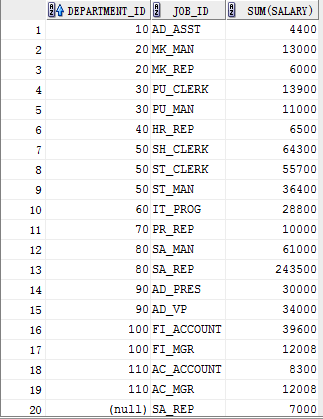 DEPARTMENT_ID JOB_ID SUM(SALARY)
1 10 AD_ASST 4400
2 20 MK_MAN 13000
3 20 MK_REP 6000
4 30 PU_CLERK 13900
5 30 PU_MAN 11000
6 40 HR_REP 6500
7 50 SH_CLERK 64300
8 50 ST_CLERK 55700
9 50 ST_MAN 36400
10 60 IT_PROG 28800
11 70 PR_REP 10000
12 80 SA_MAN 61000
13 80 SA_REP 243500
14 90 AD_PRES 30000
15 90 AD_VP 34000
16 100 FI_ACCOUNT 39600
17 100 FI_MGR 12008
18 110 AC_ACCOUNT 8300
19 110 AC_MGR 12008
20 (null) SA_REP 7000